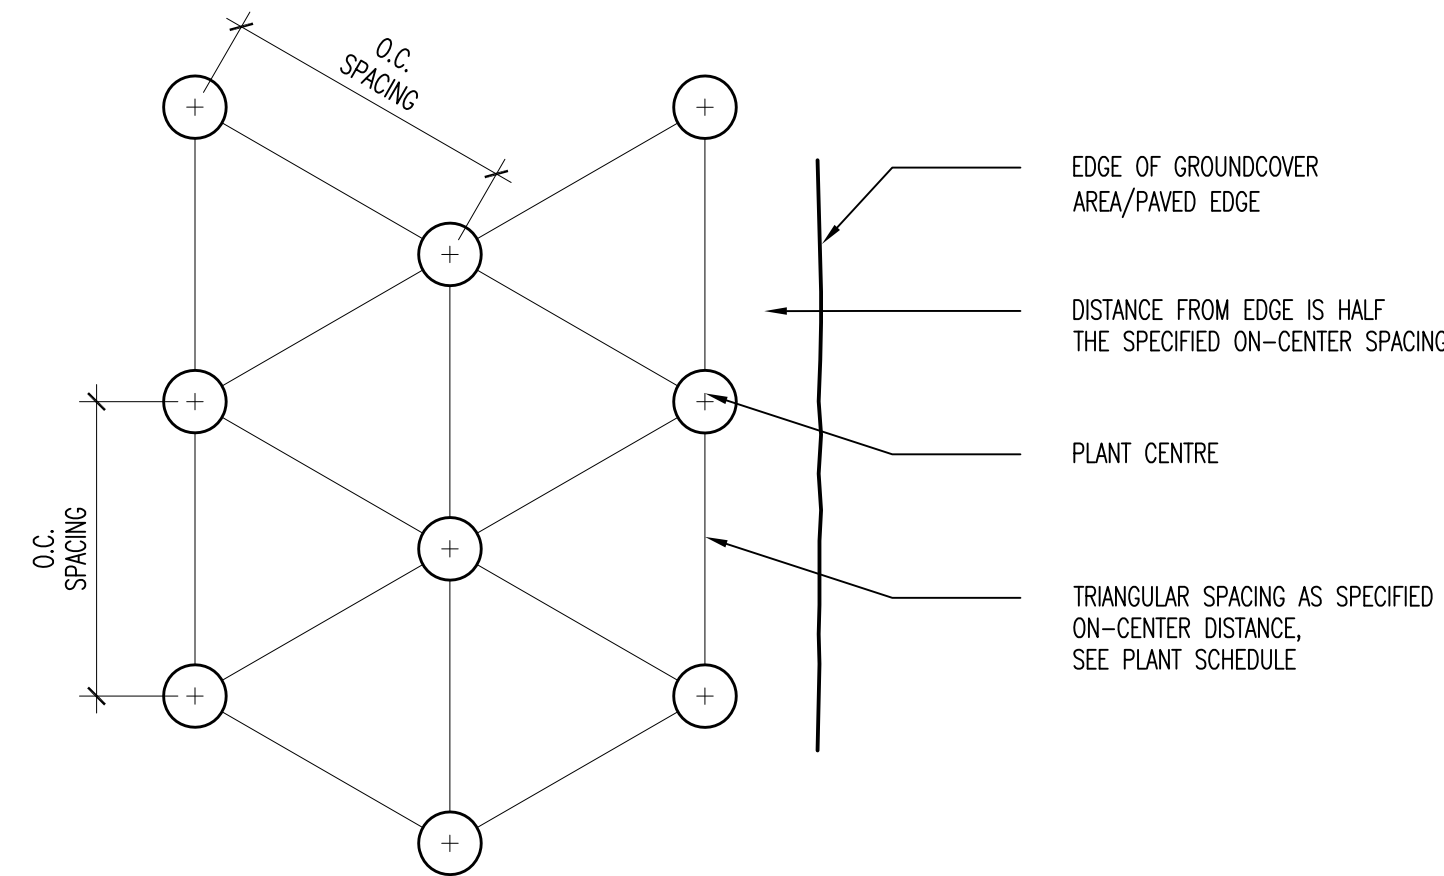 O.C.
SPACING
EDGE OF GROUNDCOVER
AREA/PAVED EDGE
DISTANCE FROM EDGE IS HALF
THE SPECIFIED ON-CENTER SPACING
PLANT CENTRE
O.C.
SPACING
TRIANGULAR SPACING AS SPECIFIED
ON-CENTER DISTANCE,
SEE PLANT SCHEDULE